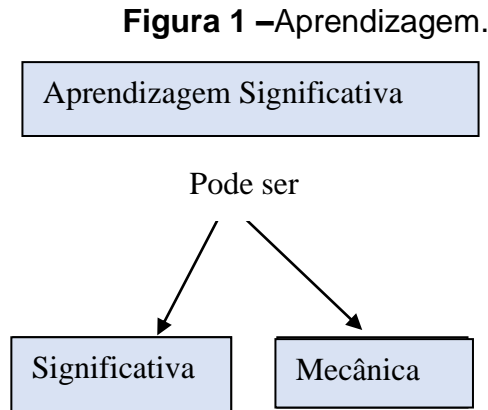 Figura 1 –Aprendizagem.
Aprendizagem Significativa
Pode ser
Significativa
Mecânica